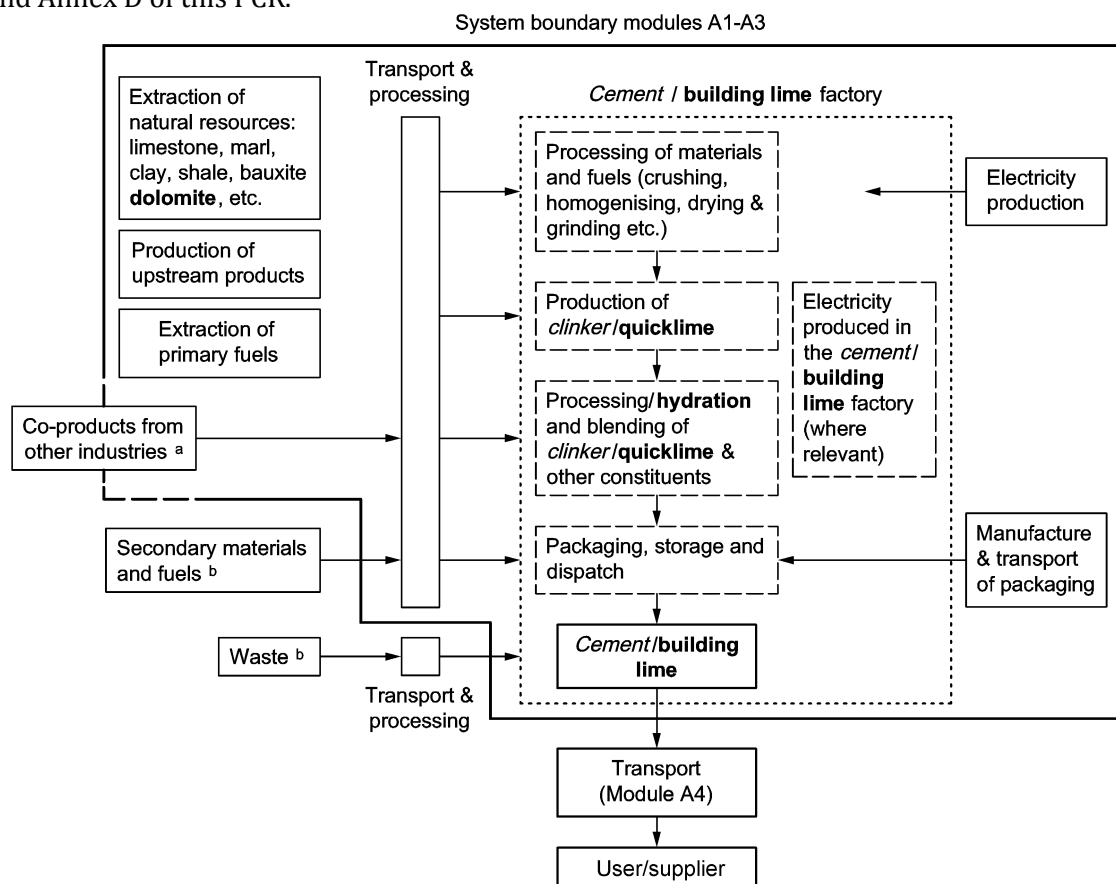 and Annex D of this PCR.
System boundary modules A1-A3
Extraction of
natural resources:
limestone, marl,
clay, shale, bauxite
dolomite, etc.
Production of
upstream products
Extraction of
primary fuels
Co-products from
other industries a
Secondary materials
and fuels b
Waste b
Transport &
processing
Transport &
processing
Cement / building lime factory
Processing of materials
and fuels (crushing,
homogenising, drying &
grinding etc.)
Production of
clinker/quicklime
Processing/hydration
and blending of
clinker/quicklime &
other constituents
Packaging, storage and
dispatch
Cement/building
lime
Electricity
produced in
the cement/
building
lime factory
(where
relevant)
Electricity
production
Manufacture
& transport
of packaging
Transport
(Module A4)
User/supplier